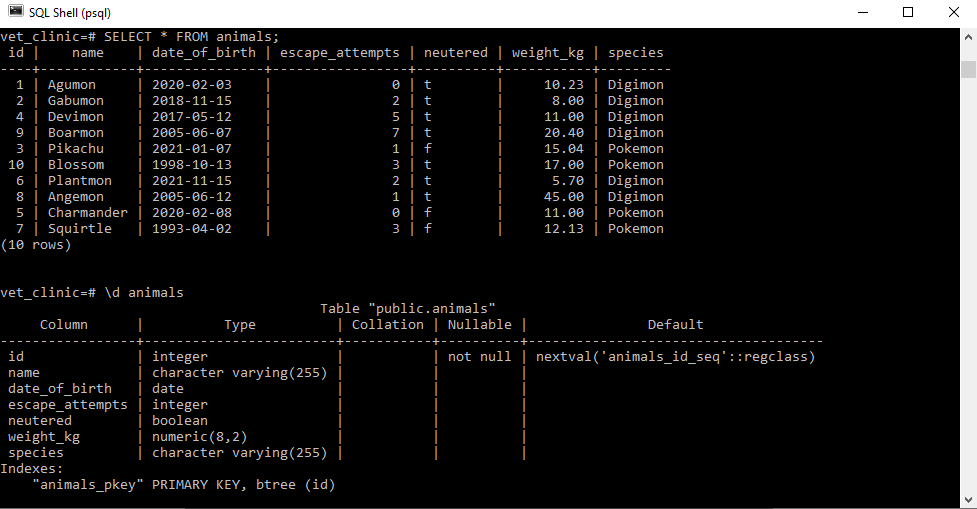 SQL Shell (psql)
vet_clinic=# SELECT * FROM animals;
 id |    name    | date_of_birth | escape_attempts | neutered | weight_kg | species
----+------------+---------------+-----------------+----------+-----------+---------
  1 | Agumon     | 2020-02-03    |               0 | t        |     10.23 | Digimon
  2 | Gabumon    | 2018-11-15    |               2 | t        |      8.00 | Digimon
  4 | Devimon    | 2017-05-12    |               5 | t        |     11.00 | Digimon
  9 | Boarmon    | 2005-06-07    |               7 | t        |     20.40 | Digimon
  3 | Pikachu    | 2021-01-07    |               1 | f        |     15.04 | Pokemon
 10 | Blossom    | 1998-10-13    |               3 | t        |     17.00 | Pokemon
  6 | Plantmon   | 2021-11-15    |               2 | t        |      5.70 | Digimon
  8 | Angemon    | 2005-06-12    |               1 | t        |     45.00 | Digimon
  5 | Charmander | 2020-02-08    |               0 | f        |     11.00 | Pokemon
  7 | Squirtle   | 1993-04-02    |               3 | f        |     12.13 | Pokemon
(10 rows)
vet_clinic=# \d animals
                                        Table "public.animals"
     Column      |          Type          | Collation | Nullable |               Default
-----------------+------------------------+-----------+----------+-------------------------------------
 id              | integer                |           | not null | nextval('animals_id_seq'::regclass)
 name            | character varying(255) |           |          |
 date_of_birth   | date                   |           |          |
 escape_attempts | integer                |           |          |
 neutered        | boolean                |           |          |
 weight_kg       | numeric(8,2)           |           |          |
 species         | character varying(255) |           |          |
Indexes:
    "animals_pkey" PRIMARY KEY, btree (id)